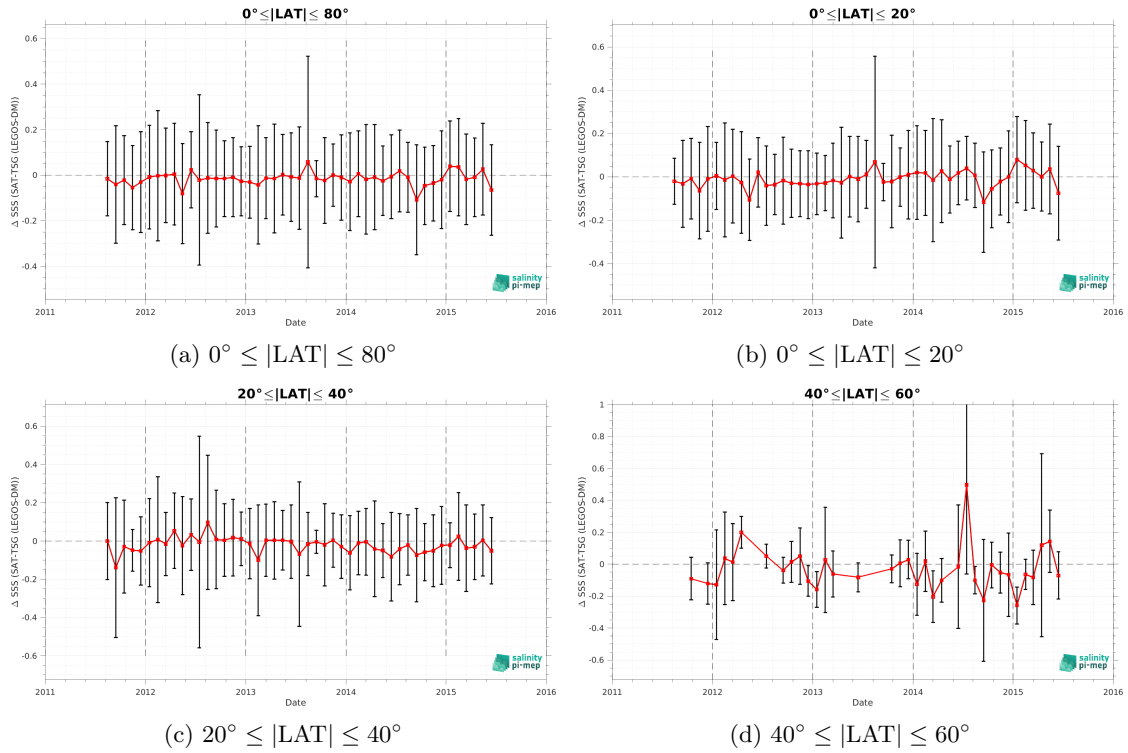 0°≤|LAT|≤ 80°
0.6
0.4
0.2
0
-0.2
-0.4
Δ SSS (SAT-TSG (LEGOS-DM))
salinity
pi-mep
2011 2012 2013 2014 2015 2016
Date
(a) 0° ≤ |LAT| ≤ 80°
0°≤|LAT|≤ 20°
0.6
0.4
0.2
0
-0.2
-0.4
Δ SSS (SAT-TSG (LEGOS-DM))
salinity
pi-mep
2011 2012 2013 2014 2015 2016
Date
(b) 0° ≤ |LAT| ≤ 20°
20°≤|LAT|≤ 40°
0.6
0.4
0.2
0
-0.2
-0.4
-0.6
Δ SSS (SAT-TSG (LEGOS-DM))
salinity
pi-mep
2011 2012 2013 2014 2015 2016
Date
(c) 20° ≤ |LAT| ≤ 40°
40°≤|LAT|≤ 60°
1
0.8
0.6
0.4
0.2
0
-0.2
-0.4
-0.6
Δ SSS (SAT-TSG (LEGOS-DM))
salinity
pi-mep
2011 2012 2013 2014 2015 2016
Date
(d) 40° ≤ |LAT| ≤ 60°